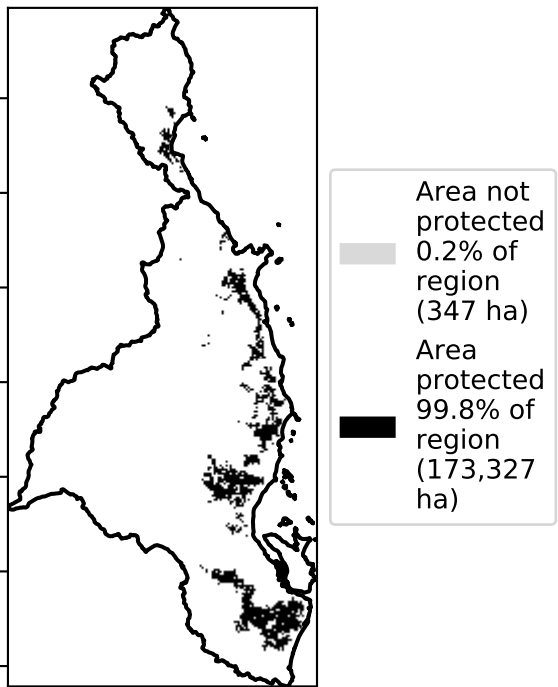 Area not
protected
0.2% of
region
(347 ha)
Area
protected
99.8% of
region
(173,327
ha)